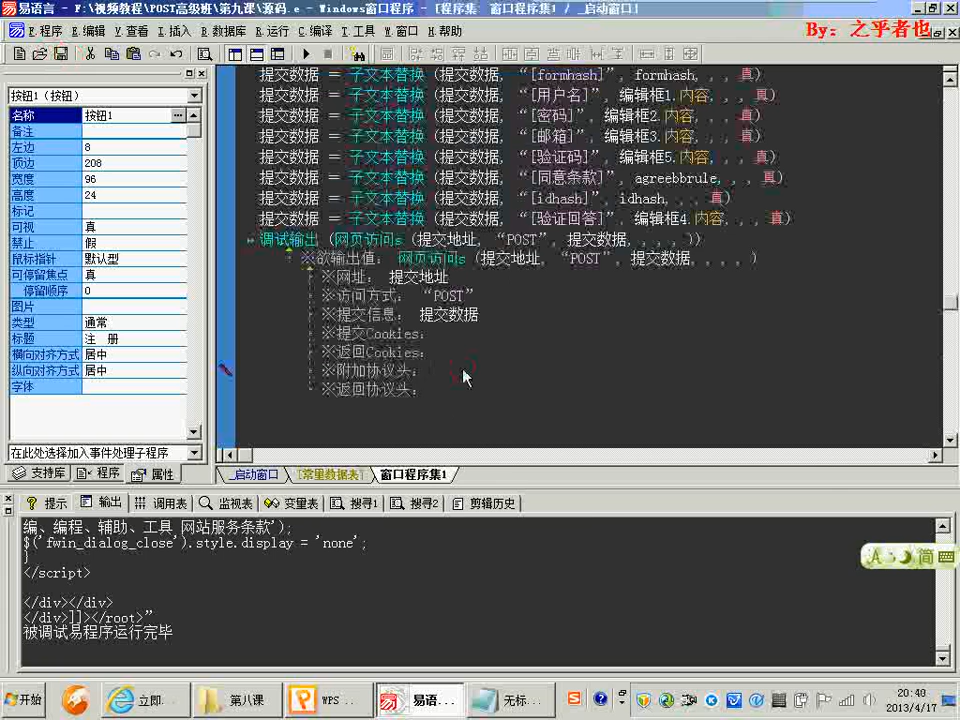 易语言 - F:\视频教程\POST高级班\第九课\源码.e - Windows窗口程序 - [程序集: 窗口程序集1 / _启动窗口]
F.程序 E.编辑 V.查看 I.插入 B.数据库 R.运行 C.编译 T.工具 W.窗口 H.帮助
By：之乎者也
按钮1（按钮）
名称 按钮1
备注
左边 8
顶边 208
宽度 96
高度 24
标记
可视 真
禁止 假
鼠标指针 默认型
可停留焦点 真
停留顺序 0
图片
类型 通常
标题 注 册
横向对齐方式 居中
纵向对齐方式 居中
字体
在此处选择加入事件处理子程序
支持库 程序 属性
提交数据 ＝ 子文本替换 (提交数据, “[formhash]”, formhash, , , 真)
提交数据 ＝ 子文本替换 (提交数据, “[用户名]”, 编辑框1.内容, , , 真)
提交数据 ＝ 子文本替换 (提交数据, “[密码]”, 编辑框2.内容, , , 真)
提交数据 ＝ 子文本替换 (提交数据, “[邮箱]”, 编辑框3.内容, , , 真)
提交数据 ＝ 子文本替换 (提交数据, “[验证码]”, 编辑框5.内容, , , 真)
提交数据 ＝ 子文本替换 (提交数据, “[同意条款]”, agreebbrule, , , 真)
提交数据 ＝ 子文本替换 (提交数据, “[idhash]”, idhash, , , 真)
提交数据 ＝ 子文本替换 (提交数据, “[验证回答]”, 编辑框4.内容, , , 真)
调试输出 (网页访问s (提交地址, “POST”, 提交数据, , , , ))
※欲输出值： 网页访问s (提交地址, “POST”, 提交数据, , , , )
※网址： 提交地址
※访问方式： “POST”
※提交信息： 提交数据
※提交Cookies：
※返回Cookies：
※附加协议头：
※返回协议头：
_启动窗口 [常量数据表] 窗口程序集1
提示 输出 调用表 监视表 变量表 搜寻1 搜寻2 剪辑历史
编、编程、辅助、工具 网站服务条款');
$('fwin_dialog_close').style.display = 'none';
}
</script>
</div></div>
</div>]]></root>”
被调试易程序运行完毕
简
开始 立即... 第八课 WPS ... 易语... 无标...
20:40
2013/4/17